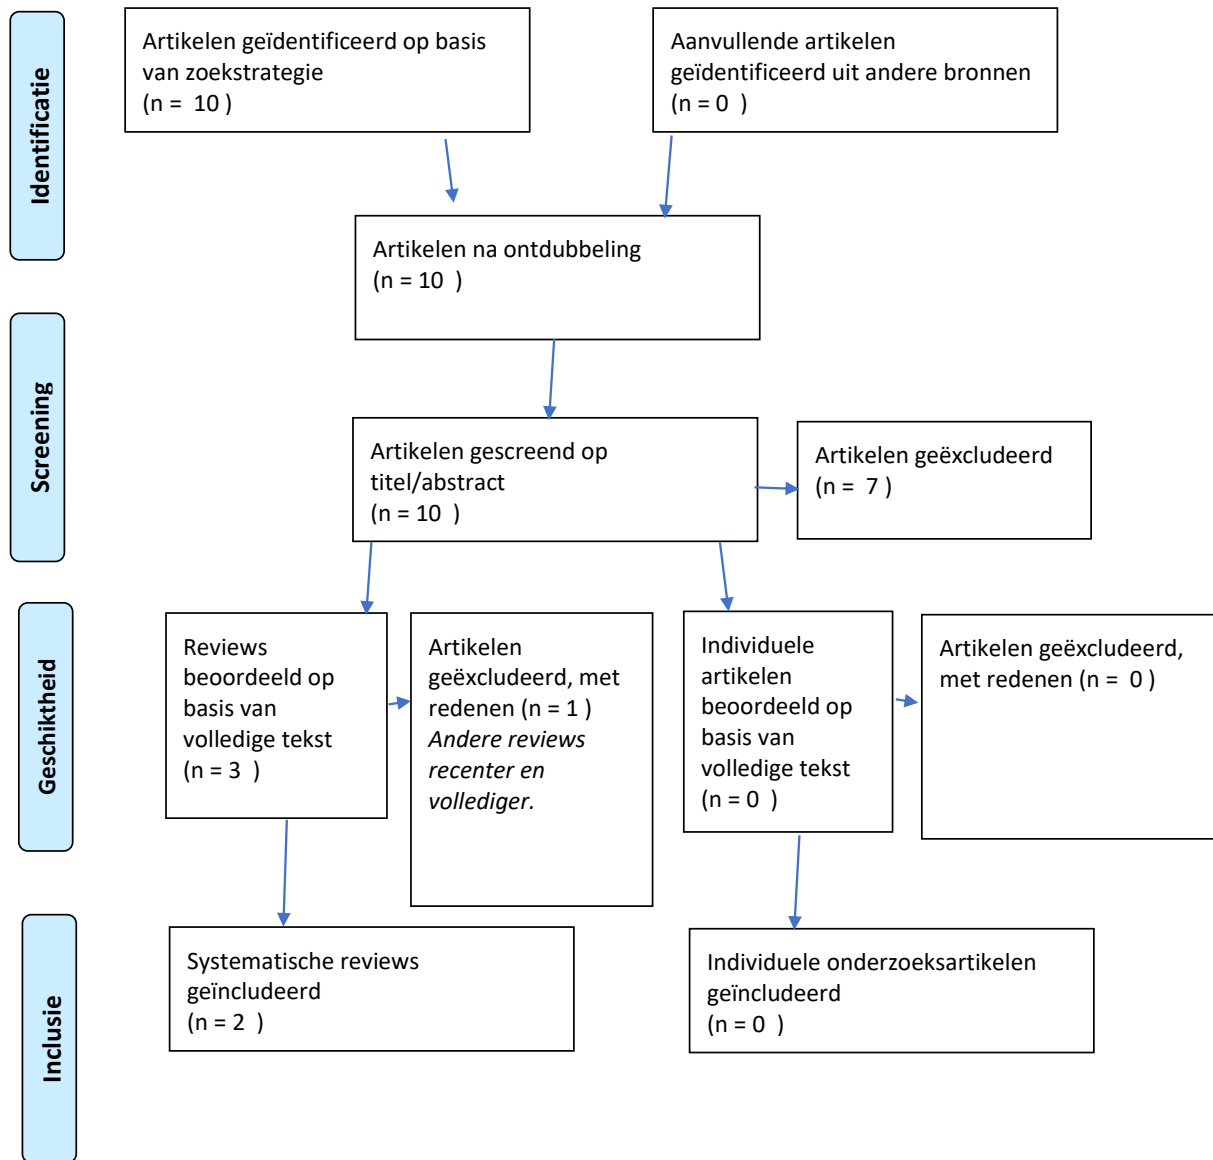 Identificatie
Artikelen geïdentificeerd op basis
van zoekstrategie
(n = 10 )
Aanvullende artikelen
geïdentificeerd uit andere bronnen
(n = 0 )
Artikelen na ontdubbeling
(n = 10 )
Screening
Artikelen gescreend op
titel/abstract
(n = 10 )
Artikelen geëxcludeerd
(n = 7 )
Geschiktheid
Reviews
beoordeeld op
basis van
volledige tekst
(n = 3 )
Artikelen
geëxcludeerd, met
redenen (n = 1 )
Andere reviews
recenter en
vollediger.
Individuele
artikelen
beoordeeld op
basis van
volledige tekst
(n = 0 )
Artikelen geëxcludeerd,
met redenen (n = 0 )
Inclusie
Systematische reviews
geïncludeerd
(n = 2 )
Individuele onderzoeksartikelen
geïncludeerd
(n = 0 )